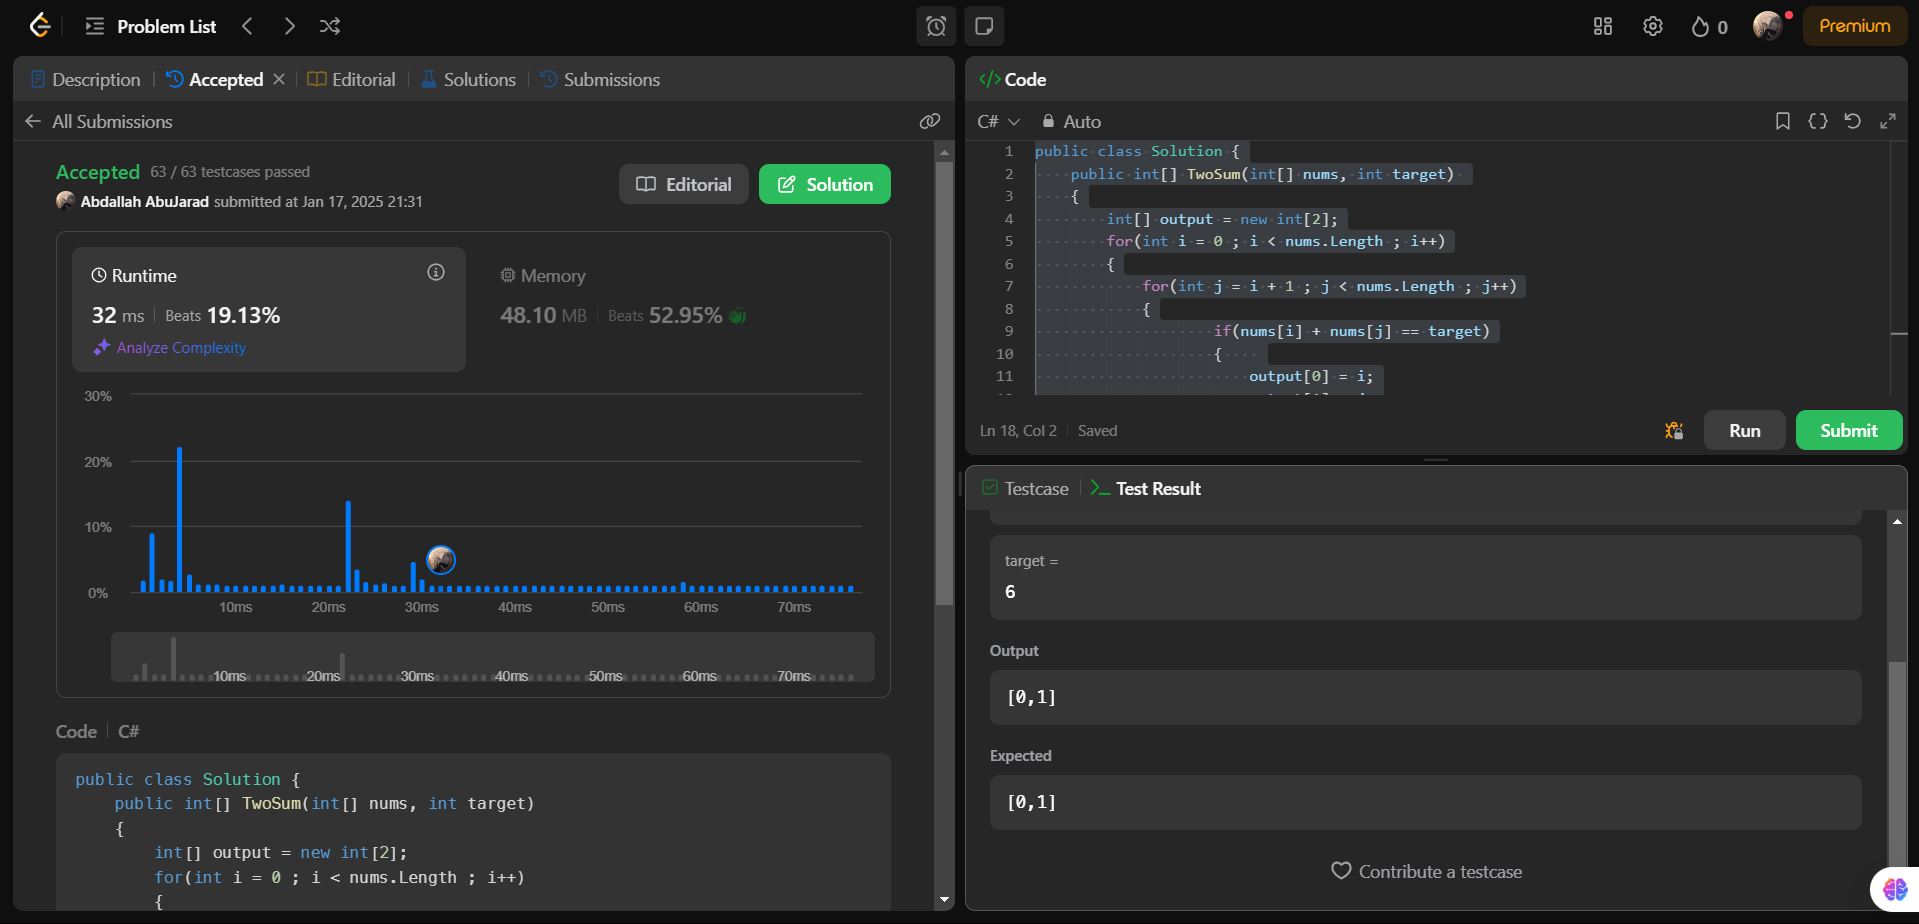 Problem List
0
Premium
Description
Accepted
Editorial
Solutions
Submissions
All Submissions
Accepted 63 / 63 testcases passed
Abdallah AbuJarad submitted at Jan 17, 2025 21:31
Editorial
Solution
Runtime
32 ms Beats 19.13%
Analyze Complexity
Memory
48.10 MB Beats 52.95%
30%
20%
10%
0%
10ms 20ms 30ms 40ms 50ms 60ms 70ms
10ms 20ms 30ms 40ms 50ms 60ms 70ms
Code C#
public class Solution {
    public int[] TwoSum(int[] nums, int target)
    {
        int[] output = new int[2];
        for(int i = 0 ; i < nums.Length ; i++)
        {
</> Code
C# Auto
1 public class Solution {
2     public int[] TwoSum(int[] nums, int target)
3     {
4         int[] output = new int[2];
5         for(int i = 0 ; i < nums.Length ; i++)
6         {
7             for(int j = i + 1 ; j < nums.Length ; j++)
8             {
9                     if(nums[i] + nums[j] == target)
10                     {
11                         output[0] = i;
Ln 18, Col 2 Saved
Run
Submit
Testcase
Test Result
target =
6
Output
[0,1]
Expected
[0,1]
Contribute a testcase